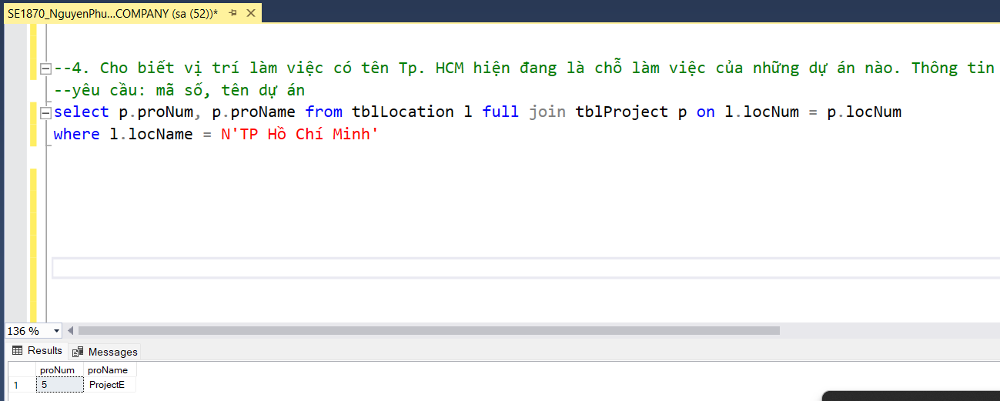 SE1870_NguyenPhu...COMPANY (sa (52))*
--4. Cho biết vị trí làm việc có tên Tp. HCM hiện đang là chỗ làm việc của những dự án nào. Thông tin
--yêu cầu: mã số, tên dự án
select p.proNum, p.proName from tblLocation l full join tblProject p on l.locNum = p.locNum
where l.locName = N'TP Hồ Chí Minh'
136 %
Results Messages
proNum proName
1 5 ProjectE